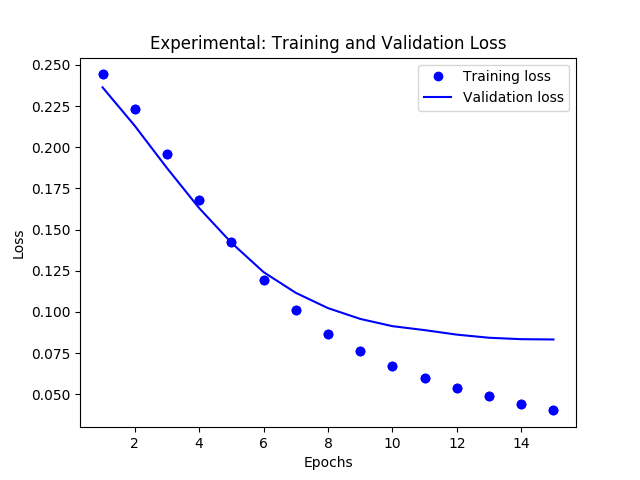 Experimental: Training and Validation Loss
Training loss
Validation loss
0.250
0.225
0.200
0.175
0.150
0.125
0.100
0.075
0.050
Loss
2 4 6 8 10 12 14
Epochs